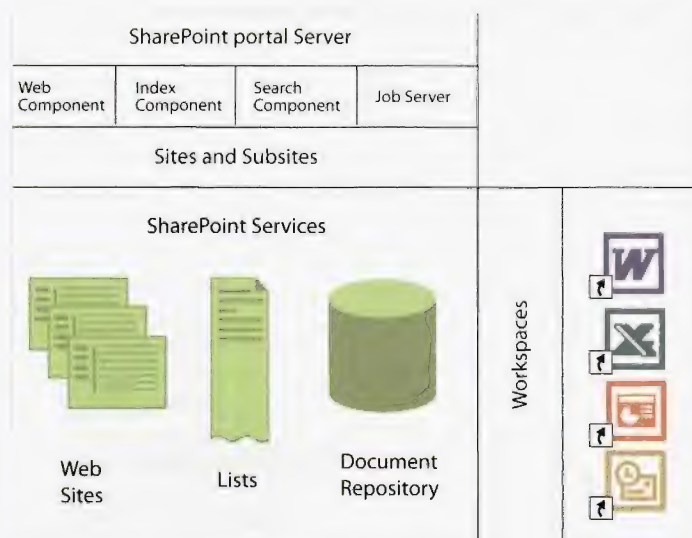 SharePoint portal Server
Web
Component
Index
Component
Search
Component
Job Server
Sites and Subsites
SharePoint Services
Workspaces
W
X
Web
Sites
Lists
Document
Repository